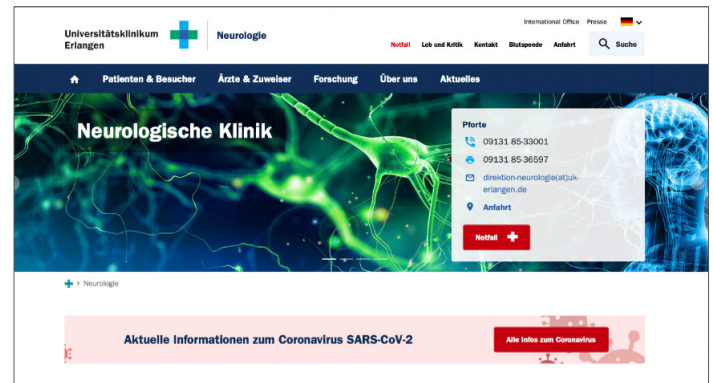 International Office Presse
Universitätsklinikum
Erlangen
Neurologie
Notfall Lob und Kritik Kontakt Blutspende Anfahrt Suche
Patienten & Besucher Ärzte & Zuweiser Forschung Über uns Aktuelles
Neurologische Klinik
Pforte
09131 85-33001
09131 85-36597
direktion-neurologie(at)uk-
erlangen.de
Anfahrt
Notfall
> Neurologie
Aktuelle Informationen zum Coronavirus SARS-CoV-2
Alle Infos zum Coronavirus